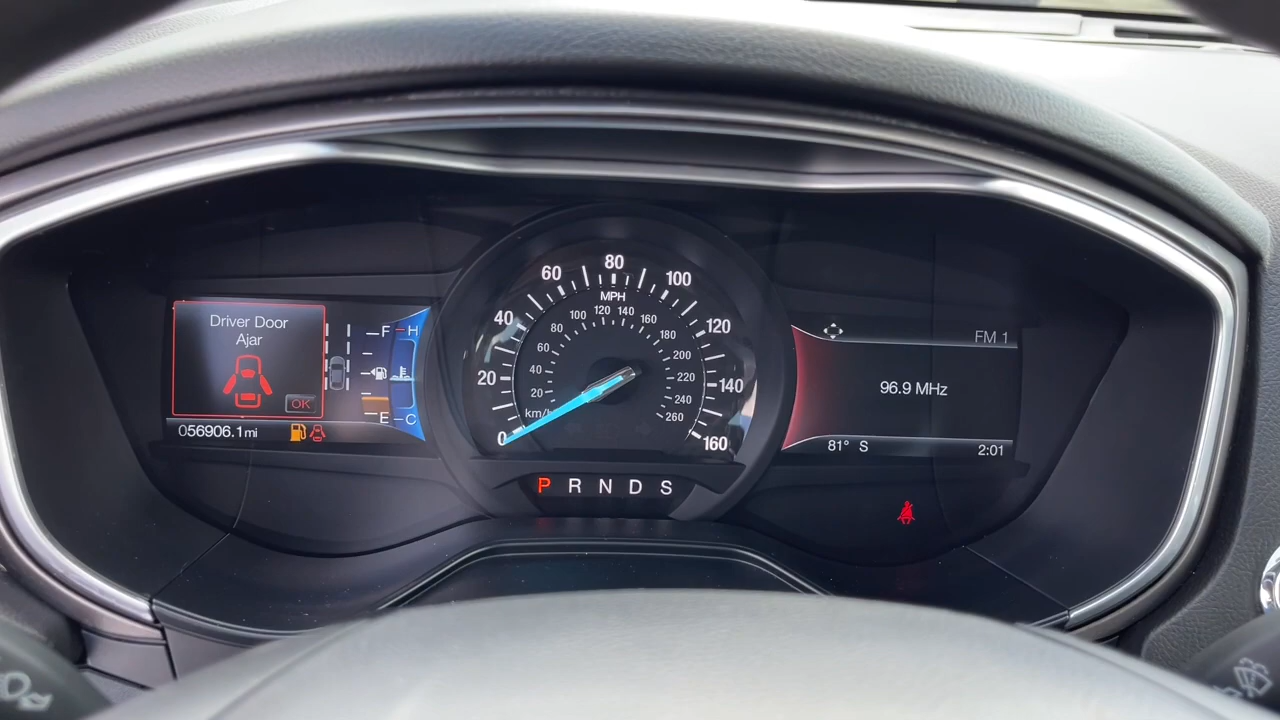 Driver Door
Ajar
OK
056906.1mi
F H
E C
0 20 40 60 80 100 120 140 160
MPH
20 40 60 80 100 120 140 160 180 200 220 240 260
km/h
P R N D S
FM 1
96.9 MHz
81° S
2:01